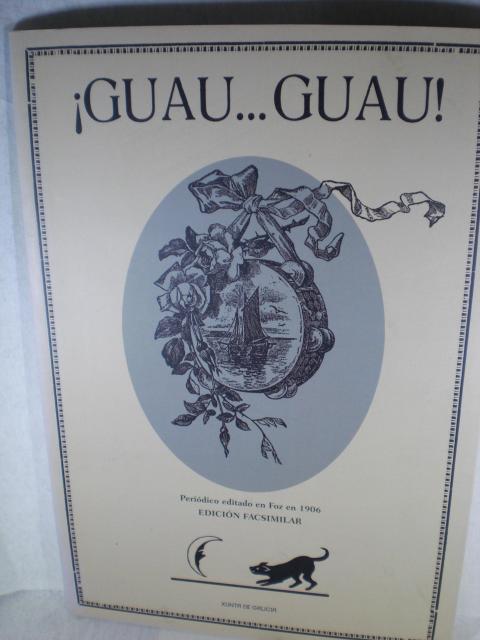 ¡GUAU... GUAU!
Periódico editado en Foz en 1906
EDICIÓN FACSIMILAR
XUNTA DE GALICIA